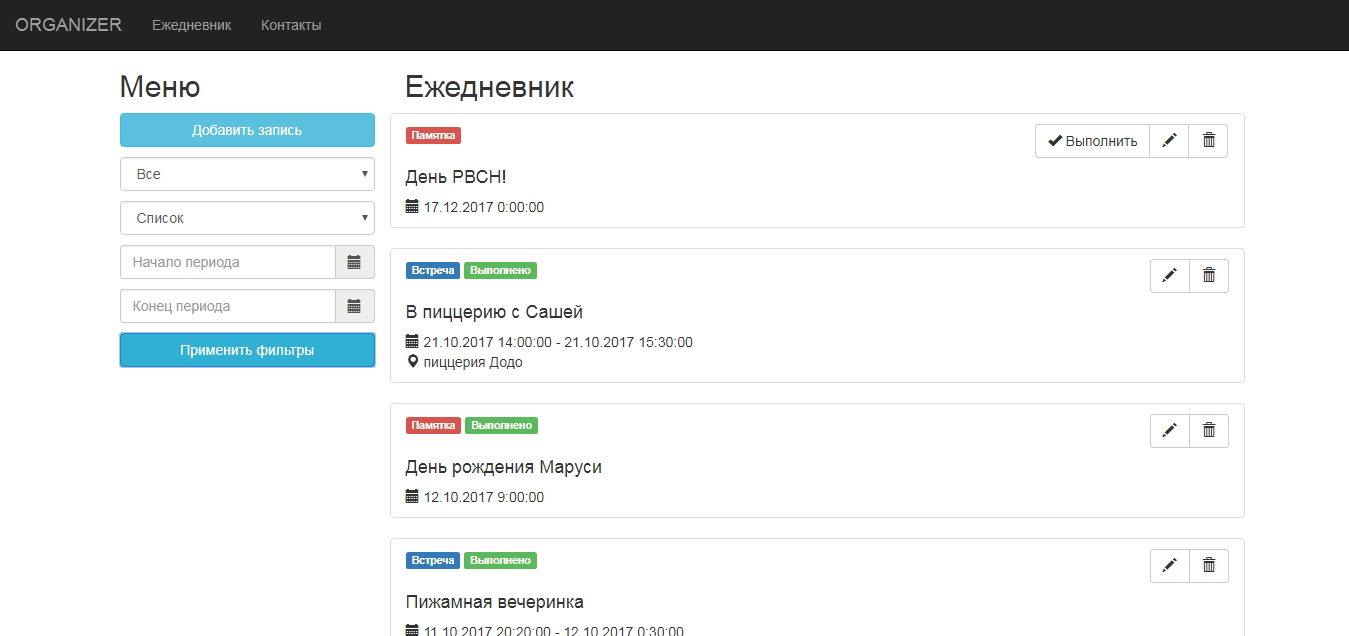 ORGANIZER Ежедневник Контакты
Меню
Добавить запись
Все
Список
Начало периода
Конец периода
Применить фильтры
Ежедневник
Памятка
Выполнить
День РВСН!
17.12.2017 0:00:00
Встреча Выполнено
В пиццерию с Сашей
21.10.2017 14:00:00 - 21.10.2017 15:30:00
пиццерия Додо
Памятка Выполнено
День рождения Маруси
12.10.2017 9:00:00
Встреча Выполнено
Пижамная вечеринка
11.10.2017 20:20:00 - 12.10.2017 0:30:00